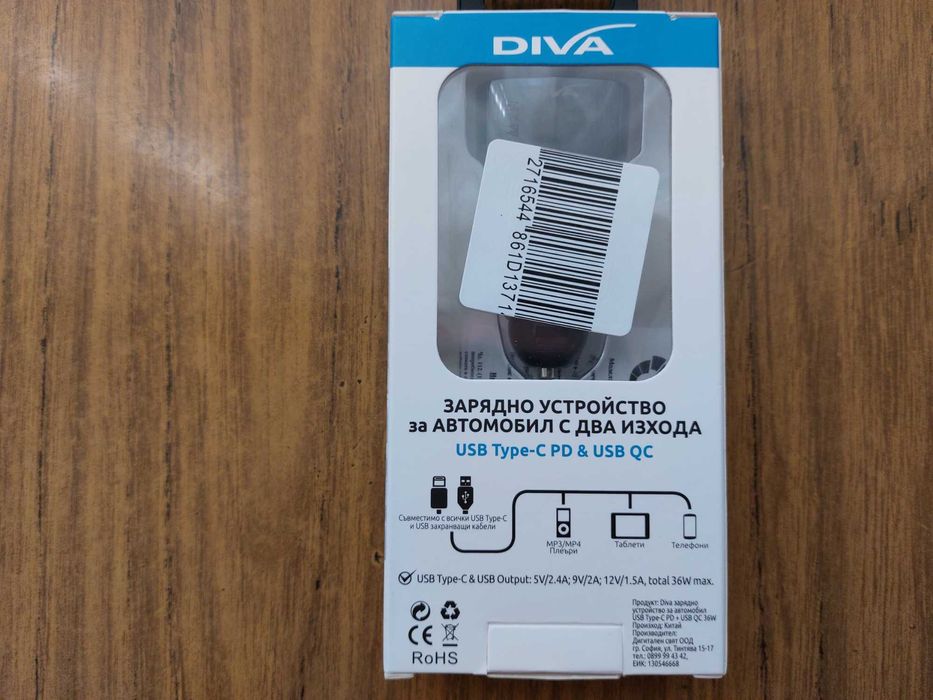 DIVA
2716544 861D1371
ЗАРЯДНО УСТРОЙСТВО
за АВТОМОБИЛ С ДВА ИЗХОДА
USB Type-C PD & USB QC
Съвместимо с всички USB Type-C
и USB захранващи кабели
MP3/MP4
Плеъри
Таблети
Телефони
USB Type-C & USB Output: 5V/2.4A; 9V/2A; 12V/1.5A, total 36W max.
CE
RoHS
Продукт: Diva зарядно
устройство за автомобил
USB Type-C PD + USB QC 36W
Произход: Китай
Производител:
Дигитален свят ООД
гр. София, ул. Тинтява 15-17
тел.: 0899 99 43 42,
ЕИК: 130546668